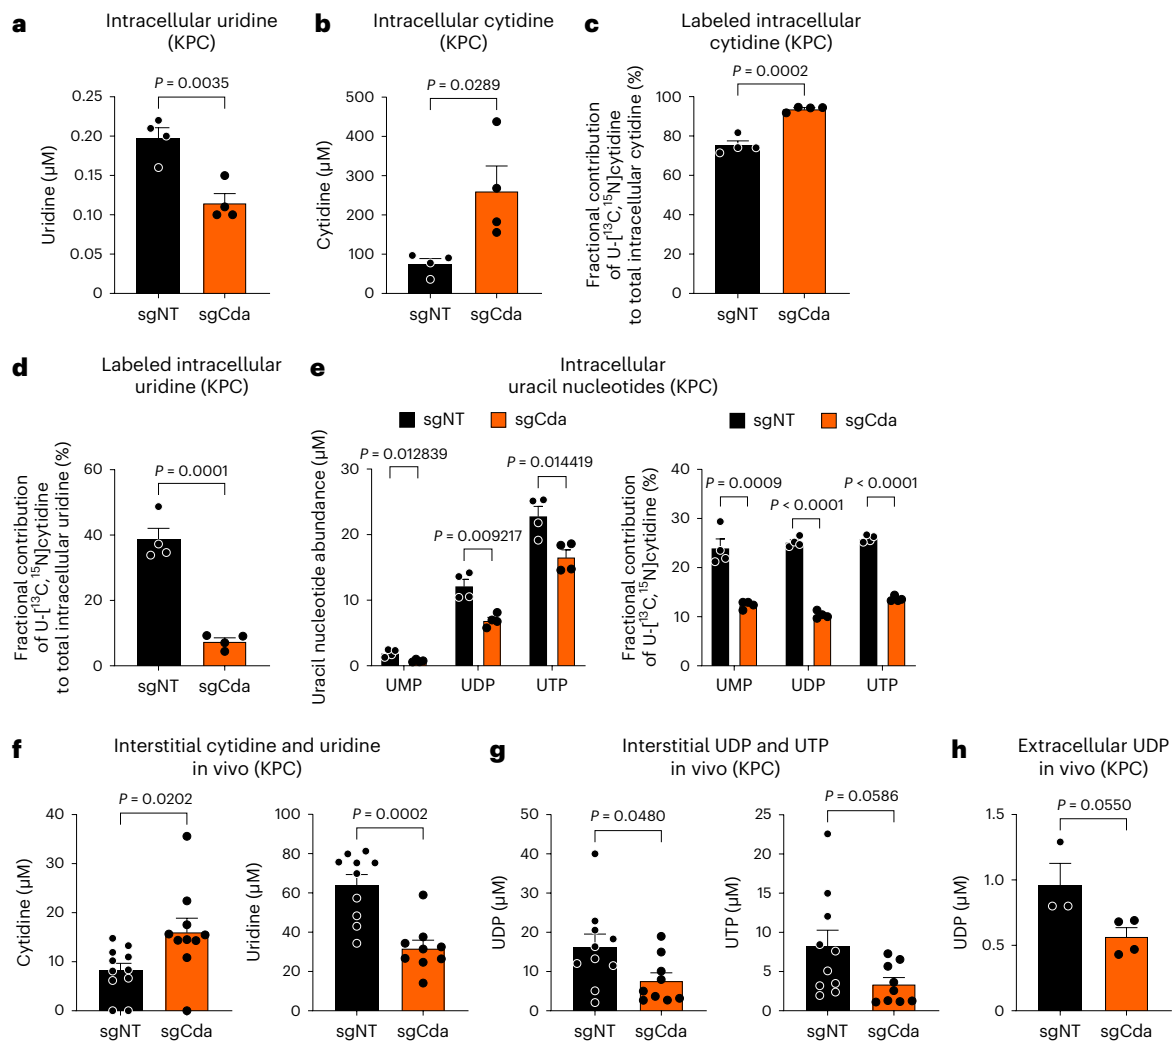 a
Intracellular uridine
(KPC)
P = 0.0035
Uridine (µM)
0.25
0.20
0.15
0.10
0.05
0
sgNT
sgCda
b
Intracellular cytidine
(KPC)
P = 0.0289
Cytidine (µM)
500
400
300
200
100
0
sgNT
sgCda
c
Labeled intracellular
cytidine (KPC)
P = 0.0002
Fractional contribution
of U-[13C,15N]cytidine
to total intracellular cytidine (%)
100
80
60
40
20
0
sgNT
sgCda
d
Labeled intracellular
uridine (KPC)
P = 0.0001
Fractional contribution
of U-[13C,15N]cytidine
to total intracellular uridine (%)
60
40
20
0
sgNT
sgCda
e
Intracellular
uracil nucleotides (KPC)
sgNT
sgCda
P = 0.012839
P = 0.009217
P = 0.014419
Uracil nucleotide abundance (µM)
30
20
10
0
UMP
UDP
UTP
sgNT
sgCda
P = 0.0009
P < 0.0001
P < 0.0001
Fractional contribution
of U-[13C,15N]cytidine (%)
40
30
20
10
0
UMP
UDP
UTP
f
Interstitial cytidine and uridine
in vivo (KPC)
P = 0.0202
Cytidine (µM)
40
30
20
10
0
sgNT
sgCda
P = 0.0002
Uridine (µM)
100
80
60
40
20
0
sgNT
sgCda
g
Interstitial UDP and UTP
in vivo (KPC)
P = 0.0480
UDP (µM)
50
40
30
20
10
0
sgNT
sgCda
P = 0.0586
UTP (µM)
25
20
15
10
5
0
sgNT
sgCda
h
Extracellular UDP
in vivo (KPC)
P = 0.0550
UDP (µM)
1.5
1.0
0.5
0
sgNT
sgCda